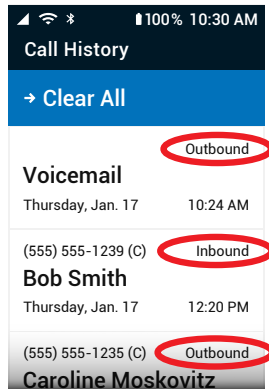 100% 10:30 AM
Call History
→ Clear All
Outbound
Voicemail
Thursday, Jan. 17 10:24 AM
(555) 555-1239 (C) Inbound
Bob Smith
Thursday, Jan. 17 12:20 PM
(555) 555-1235 (C) Outbound
Caroline Moskovitz